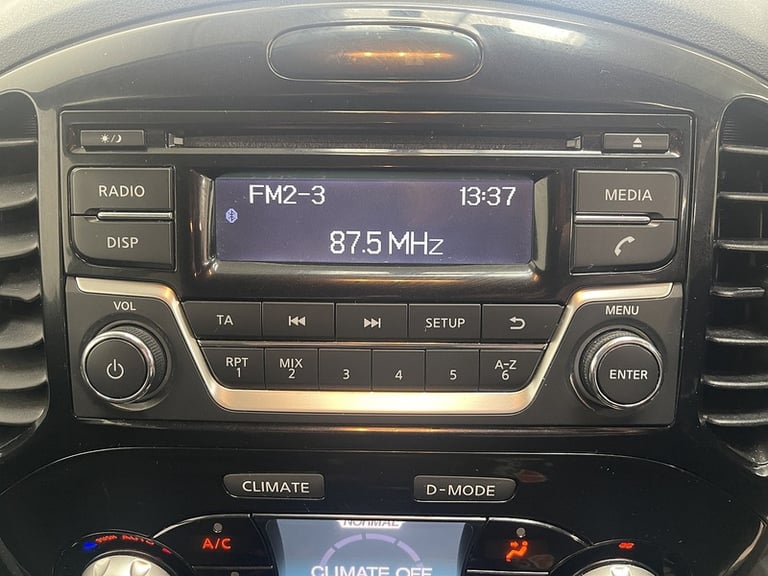 RADIO
DISP
FM2-3 13:37
87.5 MHz
MEDIA
VOL
TA SETUP
MENU
RPT 1 MIX 2 3 4 5 A-Z 6
ENTER
CLIMATE D-MODE
A/C
NORMAL
CLIMATE OFF